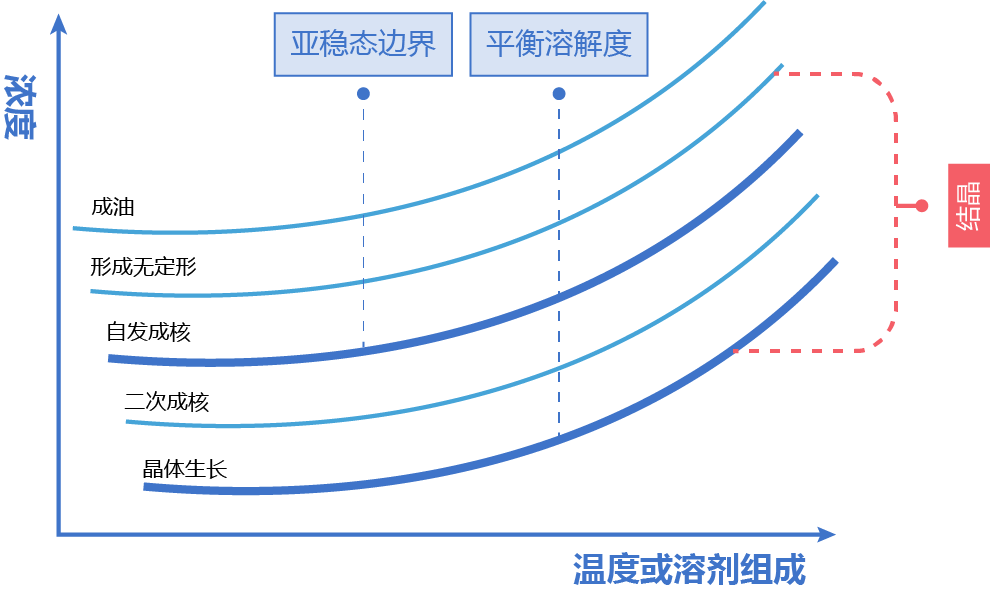 亚稳态边界
平衡溶解度
浓度
成油
形成无定形
自发成核
二次成核
晶体生长
结晶
温度或溶剂组成